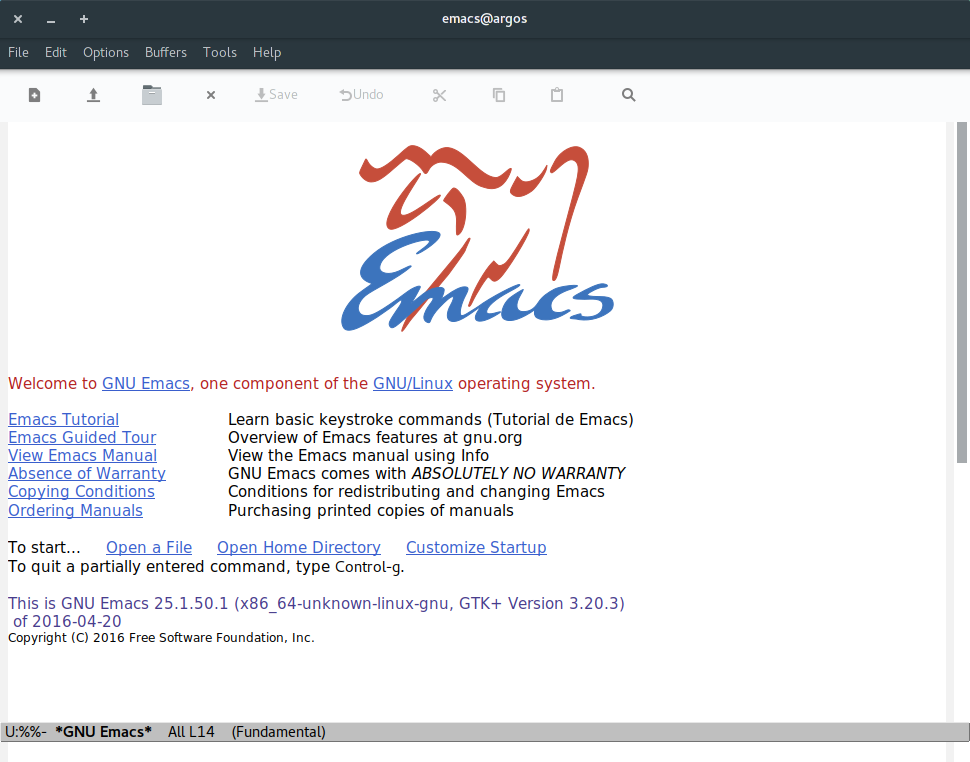 emacs@argos
File Edit Options Buffers Tools Help
Save Undo
Emacs
Welcome to GNU Emacs, one component of the GNU/Linux operating system.
Emacs Tutorial Learn basic keystroke commands (Tutorial de Emacs)
Emacs Guided Tour Overview of Emacs features at gnu.org
View Emacs Manual View the Emacs manual using Info
Absence of Warranty GNU Emacs comes with ABSOLUTELY NO WARRANTY
Copying Conditions Conditions for redistributing and changing Emacs
Ordering Manuals Purchasing printed copies of manuals
To start... Open a File Open Home Directory Customize Startup
To quit a partially entered command, type Control-g.
This is GNU Emacs 25.1.50.1 (x86_64-unknown-linux-gnu, GTK+ Version 3.20.3)
of 2016-04-20
Copyright (C) 2016 Free Software Foundation, Inc.
U:%%- *GNU Emacs* All L14 (Fundamental)